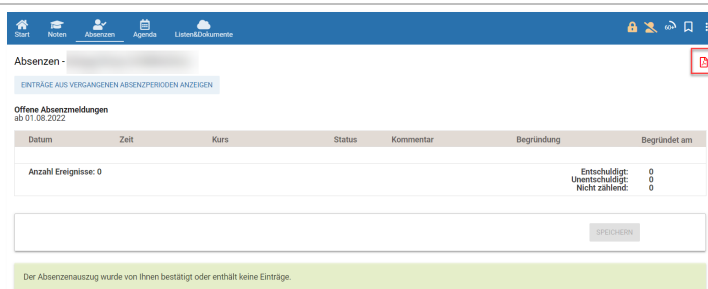 Start Noten Absenzen Agenda Listen&Dokumente 60
Absenzen -
EINTRÄGE AUS VERGANGENEN ABSENZPERIODEN ANZEIGEN
Offene Absenzmeldungen
ab 01.08.2022
Datum Zeit Kurs Status Kommentar Begründung Begründet am
Anzahl Ereignisse: 0 Entschuldigt: 0
Unentschuldigt: 0
Nicht zählend: 0
SPEICHERN
Der Absenzenauszug wurde von Ihnen bestätigt oder enthält keine Einträge.